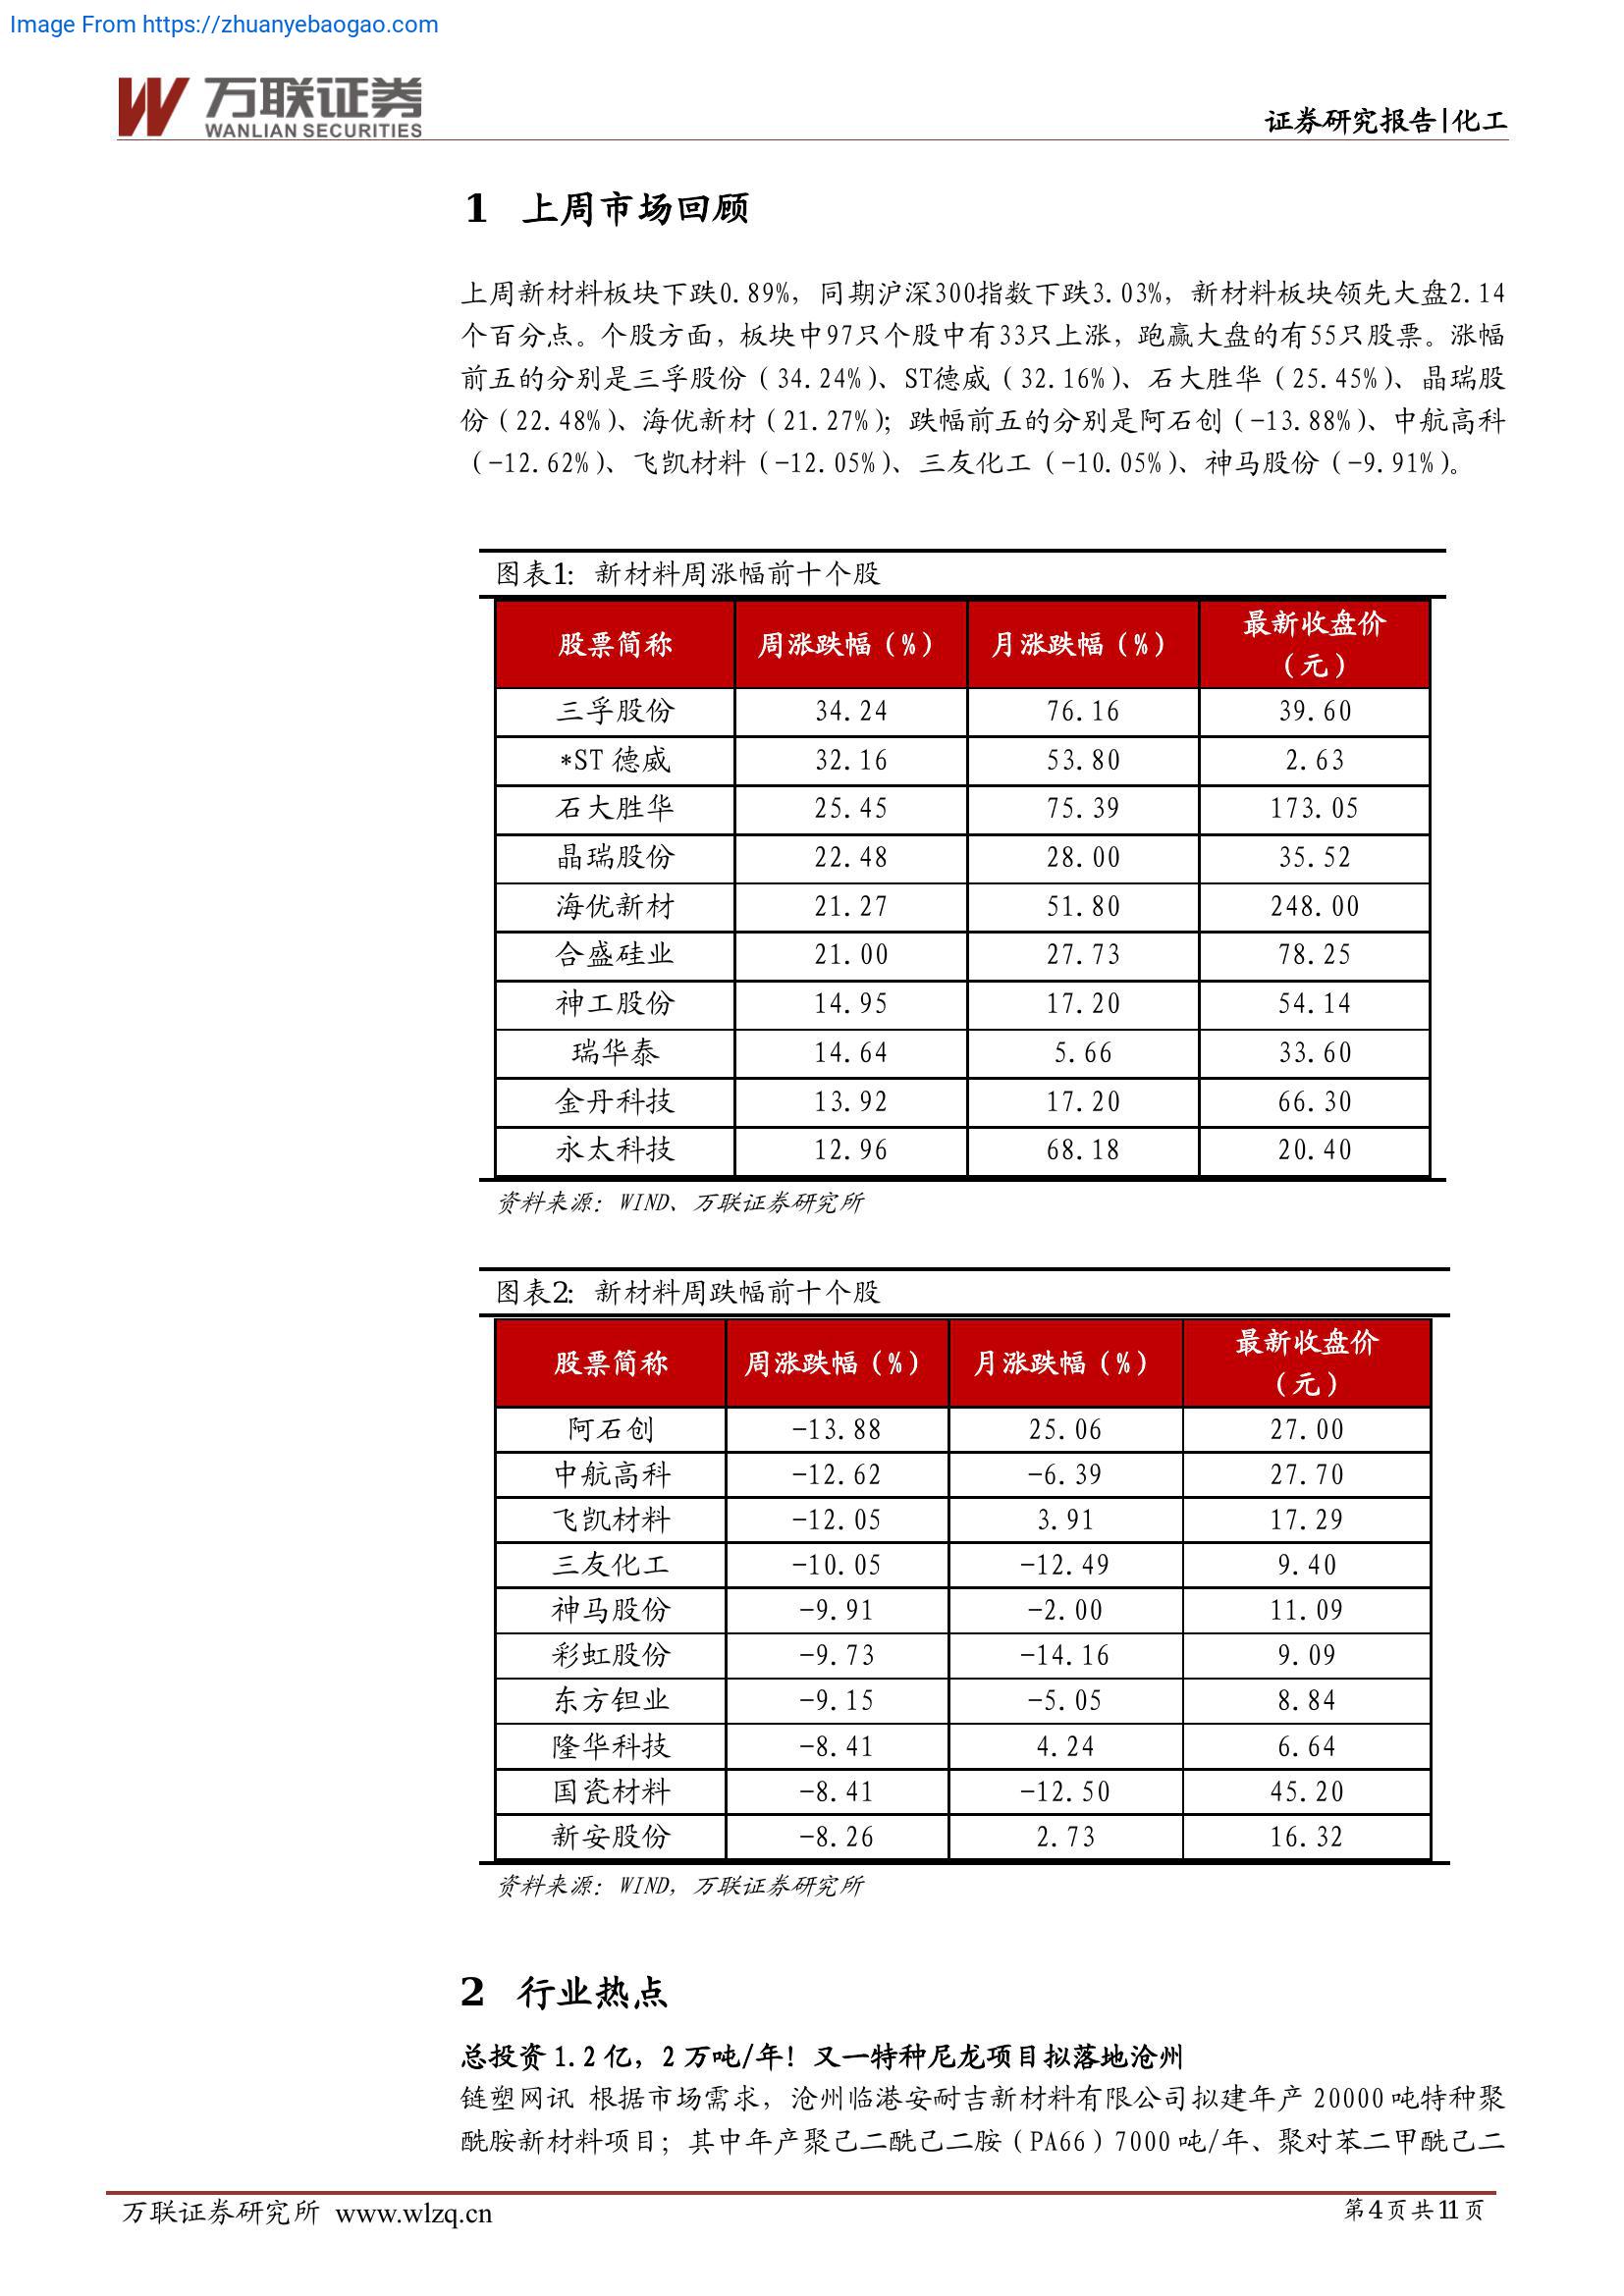 Image From https://zhuanyebaogao.com
万联证券
WANLIAN SECURITIES
证券研究报告|化工
1 上周市场回顾
上周新材料板块下跌0.89%，同期沪深300指数下跌3.03%，新材料板块领先大盘2.14
个百分点。个股方面，板块中97只个股中有33只上涨，跑赢大盘的有55只股票。涨幅
前五的分别是三孚股份（34.24%）、ST德威（32.16%）、石大胜华（25.45%）、晶瑞股
份（22.48%）、海优新材（21.27%）；跌幅前五的分别是阿石创（-13.88%）、中航高科
（-12.62%）、飞凯材料（-12.05%）、三友化工（-10.05%）、神马股份（-9.91%）。
图表1: 新材料周涨幅前十个股
股票简称 周涨跌幅（%） 月涨跌幅（%） 最新收盘价
（元）
三孚股份 34.24 76.16 39.60
*ST 德威 32.16 53.80 2.63
石大胜华 25.45 75.39 173.05
晶瑞股份 22.48 28.00 35.52
海优新材 21.27 51.80 248.00
合盛硅业 21.00 27.73 78.25
神工股份 14.95 17.20 54.14
瑞华泰 14.64 5.66 33.60
金丹科技 13.92 17.20 66.30
永太科技 12.96 68.18 20.40
资料来源：WIND、万联证券研究所
图表2: 新材料周跌幅前十个股
股票简称 周涨跌幅（%） 月涨跌幅（%） 最新收盘价
（元）
阿石创 -13.88 25.06 27.00
中航高科 -12.62 -6.39 27.70
飞凯材料 -12.05 3.91 17.29
三友化工 -10.05 -12.49 9.40
神马股份 -9.91 -2.00 11.09
彩虹股份 -9.73 -14.16 9.09
东方钽业 -9.15 -5.05 8.84
隆华科技 -8.41 4.24 6.64
国瓷材料 -8.41 -12.50 45.20
新安股份 -8.26 2.73 16.32
资料来源：WIND，万联证券研究所
2 行业热点
总投资 1.2 亿，2 万吨/年！又一特种尼龙项目拟落地沧州
链塑网讯 根据市场需求，沧州临港安耐吉新材料有限公司拟建年产 20000 吨特种聚
酰胺新材料项目；其中年产聚己二酰己二胺（PA66）7000 吨/年、聚对苯二甲酰己二
万联证券研究所 www.wlzq.cn
第4页共11页